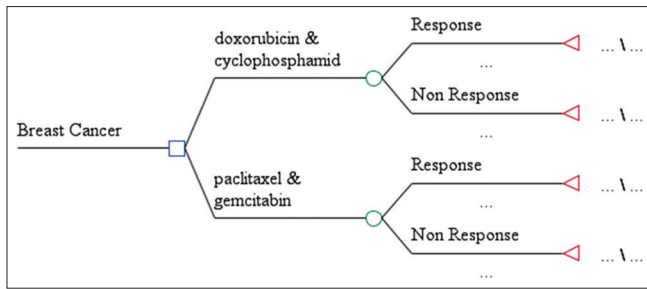 Response
doxorubicin &
cyclophosphamid
... \ ...
...
Non Response
... \ ...
...
Breast Cancer
Response
paclitaxel &
gemcitabin
... \ ...
...
Non Response
... \ ...
...